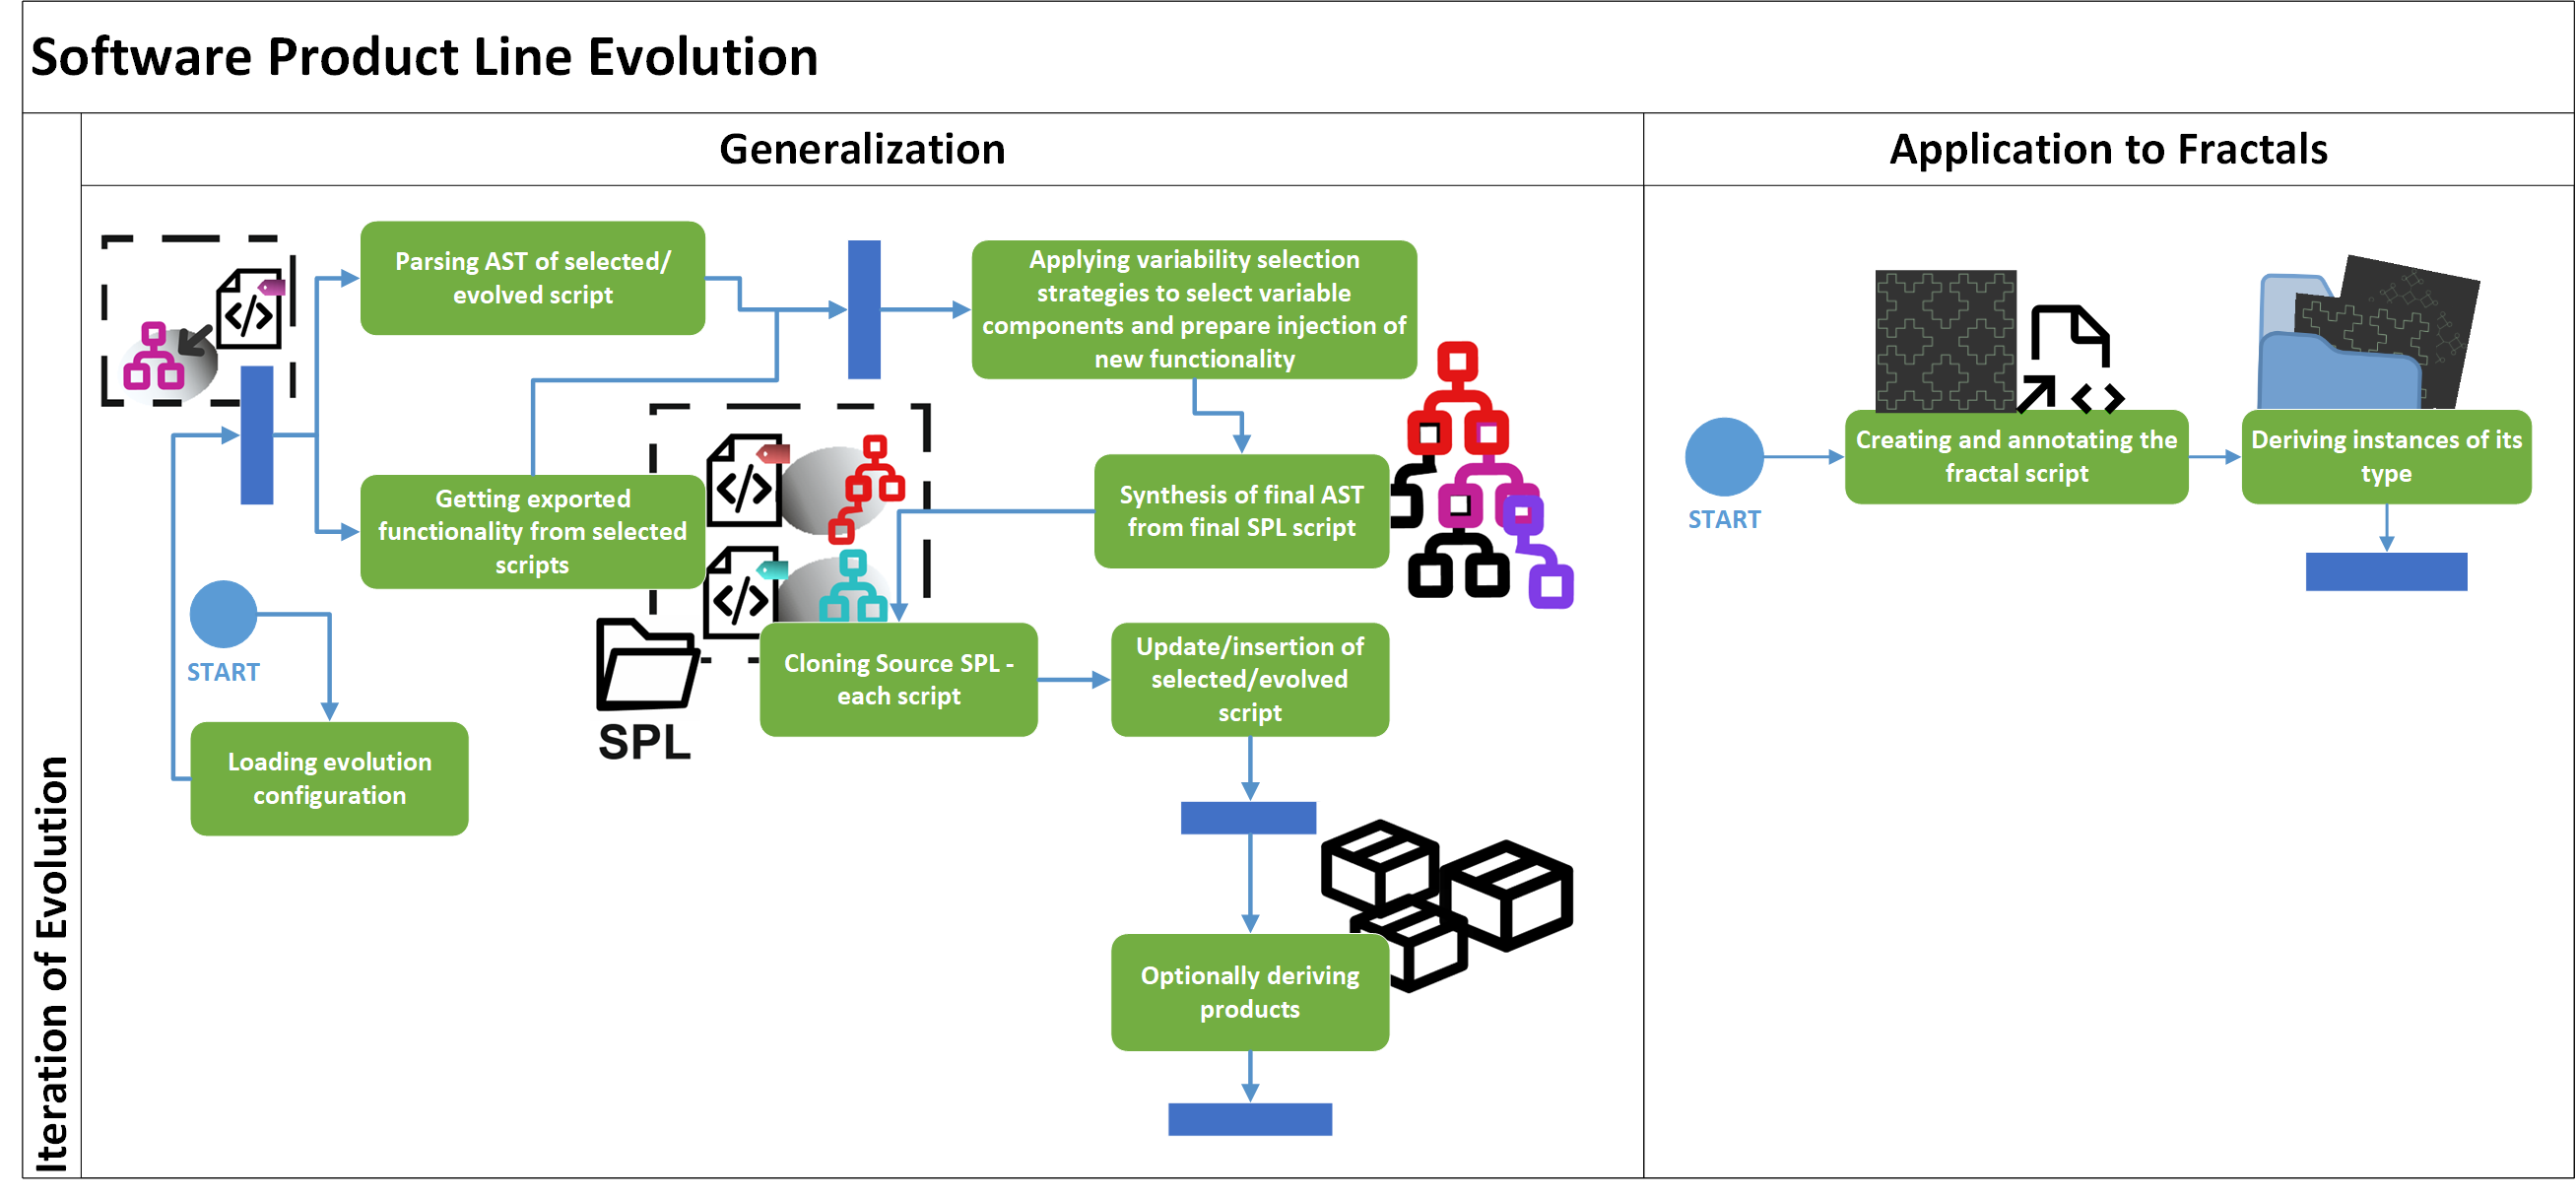 Software Product Line Evolution
Iteration of Evolution
Generalization
Application to Fractals
Parsing AST of selected/
evolved script
Applying variability selection
strategies to select variable
components and prepare injection of
new functionality
Getting exported
functionality from selected
scripts
Synthesis of final AST
from final SPL script
START
Loading evolution
configuration
SPL
Cloning Source SPL -
each script
Update/insertion of
selected/evolved
script
Optionally deriving
products
START
Creating and annotating the
fractal script
Deriving instances of its
type